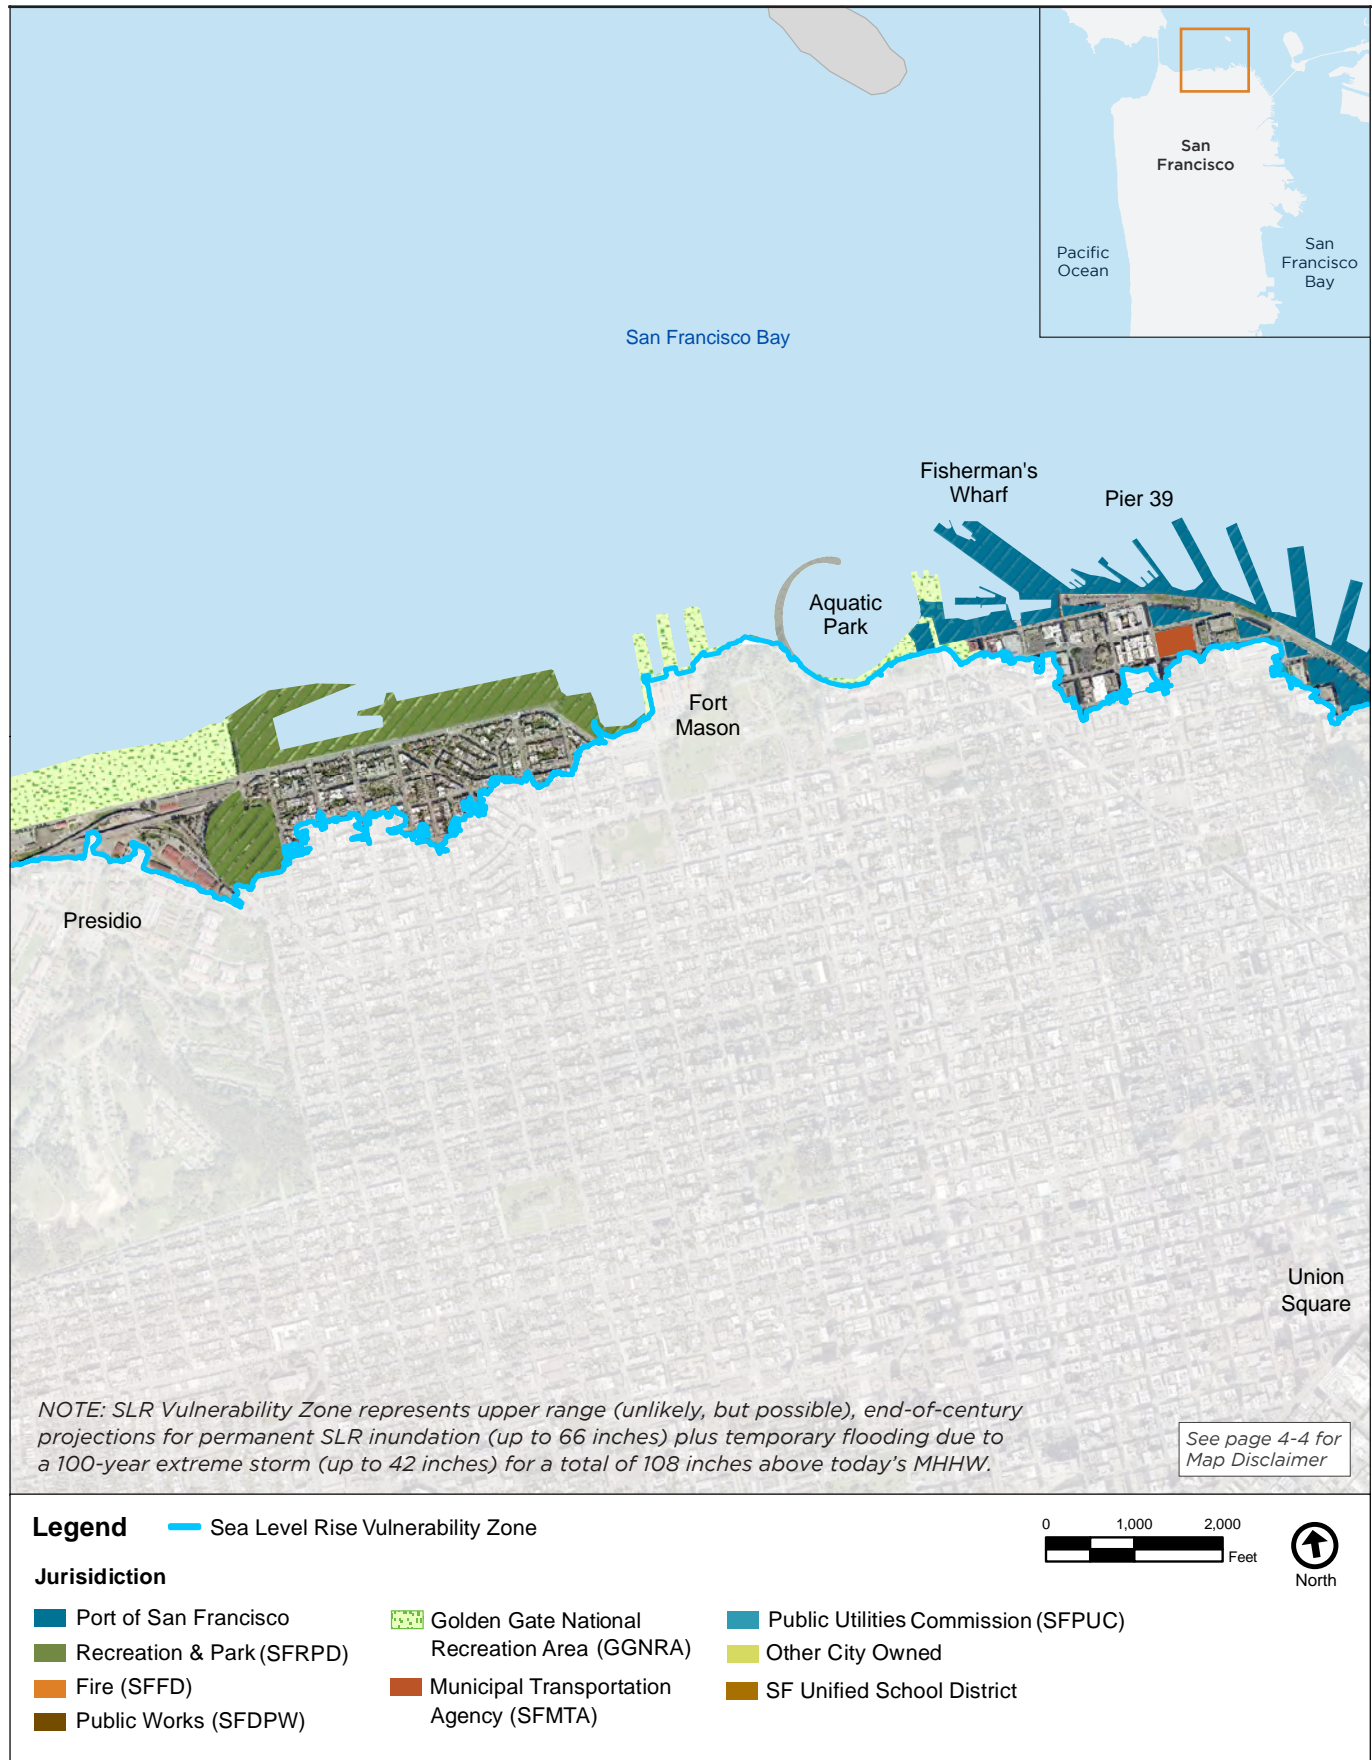 San
Francisco
Pacific
Ocean
San
Francisco
Bay
San Francisco Bay
Fisherman's
Wharf
Pier 39
Aquatic
Park
Fort
Mason
Presidio
Union
Square
NOTE: SLR Vulnerability Zone represents upper range (unlikely, but possible), end-of-century
projections for permanent SLR inundation (up to 66 inches) plus temporary flooding due to
a 100-year extreme storm (up to 42 inches) for a total of 108 inches above today's MHHW.
See page 4-4 for
Map Disclaimer
Legend
Sea Level Rise Vulnerability Zone
0 1,000 2,000
Feet
North
Jurisidiction
Port of San Francisco
Recreation & Park (SFRPD)
Fire (SFFD)
Public Works (SFDPW)
Golden Gate National
Recreation Area (GGNRA)
Municipal Transportation
Agency (SFMTA)
Public Utilities Commission (SFPUC)
Other City Owned
SF Unified School District